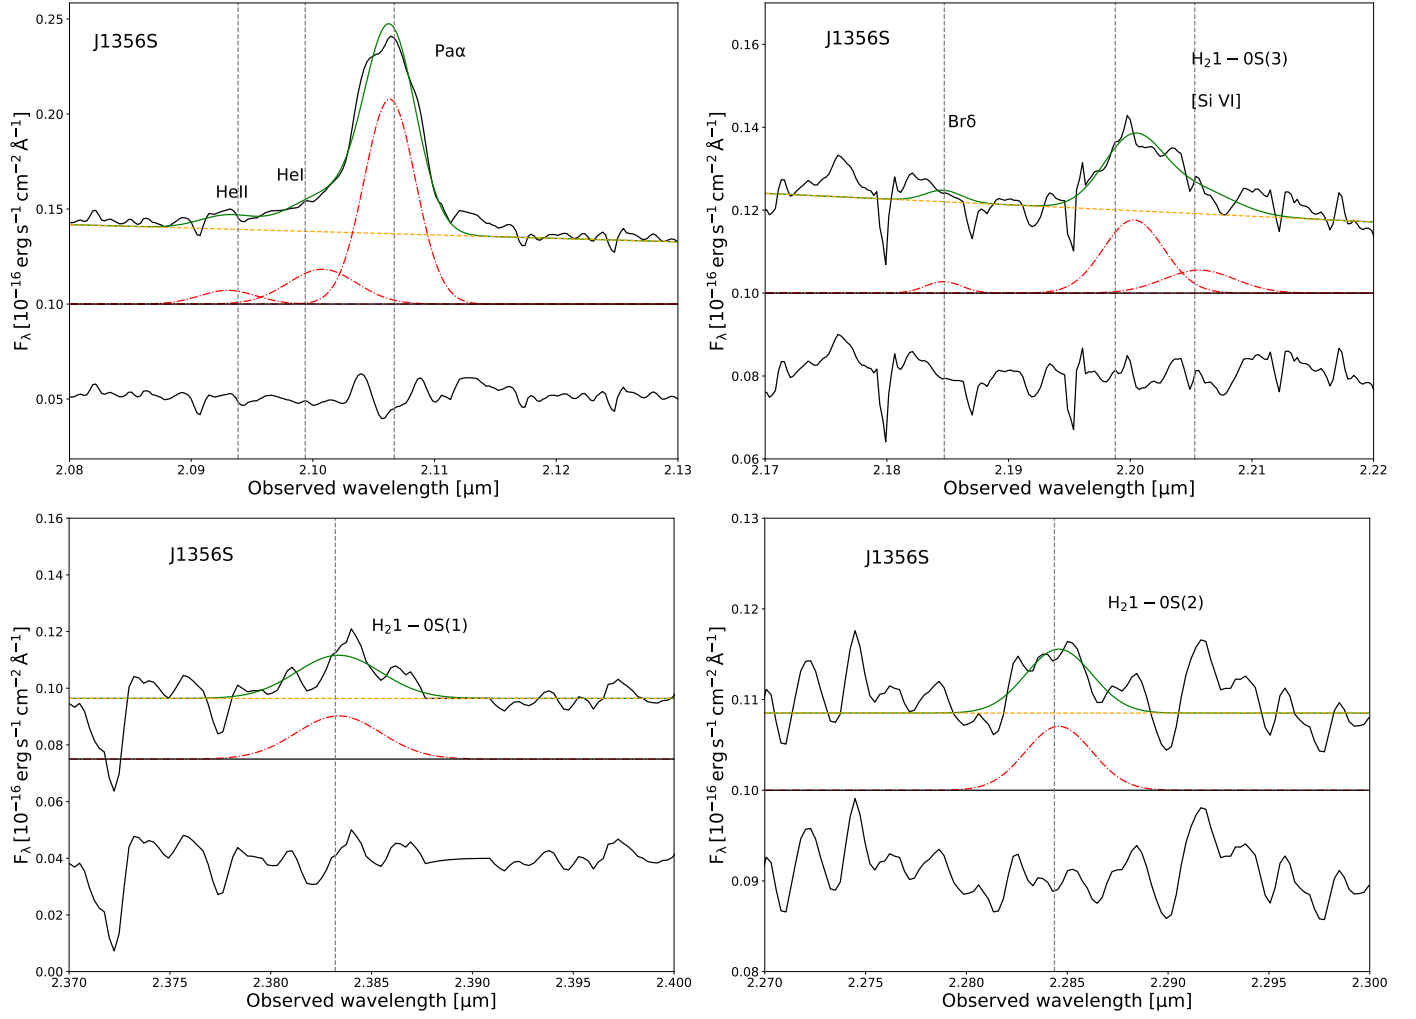 J1356S
Paα
HeII
HeI
0.25
0.20
0.15
0.10
0.05
F_λ [10⁻¹⁶ erg s⁻¹ cm⁻² Å⁻¹]
2.08 2.09 2.10 2.11 2.12 2.13
Observed wavelength [μm]
J1356S
H₂1−0S(3)
[Si VI]
Brδ
0.16
0.14
0.12
0.10
0.08
0.06
F_λ [10⁻¹⁶ erg s⁻¹ cm⁻² Å⁻¹]
2.17 2.18 2.19 2.20 2.21 2.22
Observed wavelength [μm]
J1356S
H₂1−0S(1)
0.16
0.14
0.12
0.10
0.08
0.06
0.04
0.02
0.00
F_λ [10⁻¹⁶ erg s⁻¹ cm⁻² Å⁻¹]
2.370 2.375 2.380 2.385 2.390 2.395 2.400
Observed wavelength [μm]
J1356S
H₂1−0S(2)
0.13
0.12
0.11
0.10
0.09
0.08
F_λ [10⁻¹⁶ erg s⁻¹ cm⁻² Å⁻¹]
2.270 2.275 2.280 2.285 2.290 2.295 2.300
Observed wavelength [μm]